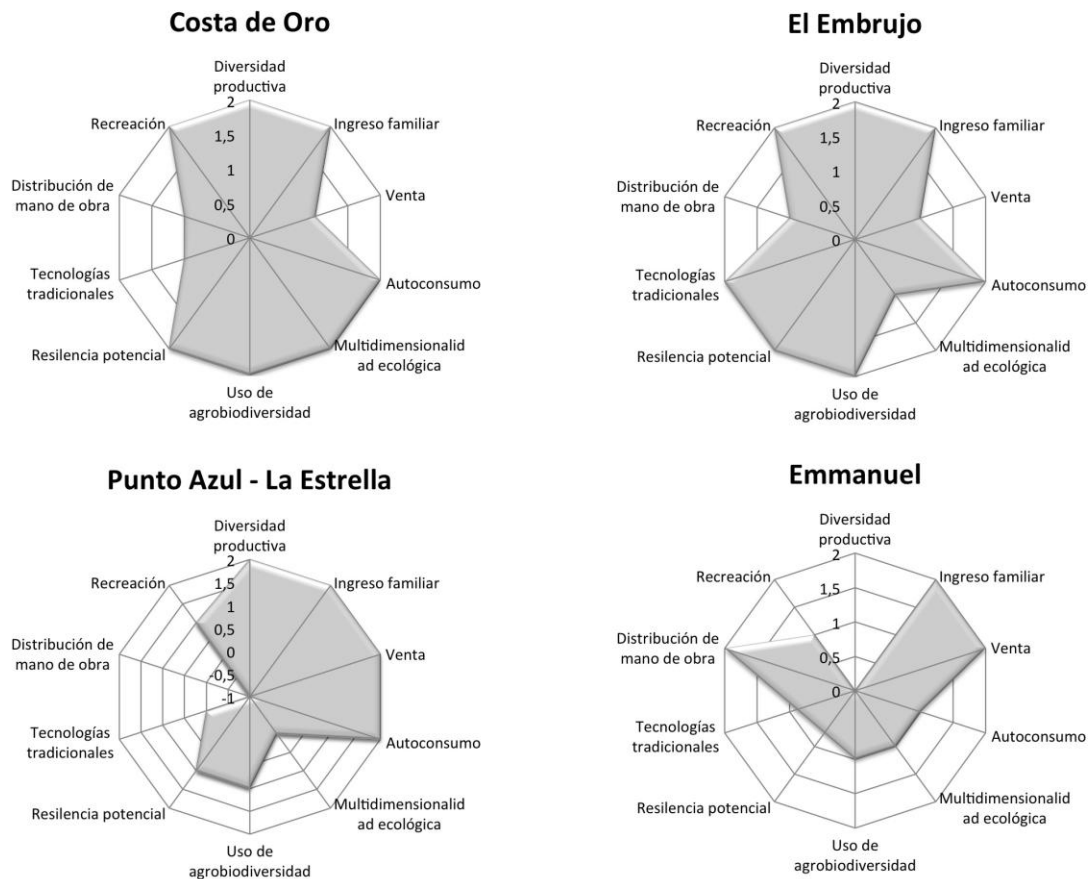 Costa de Oro
Diversidad
productiva
2
1,5
1
0,5
0
Ingreso familiar
Venta
Autoconsumo
Multidimensionalid
ad ecológica
Uso de
agrobiodiversidad
Resilencia potencial
Tecnologías
tradicionales
Distribución de
mano de obra
Recreación
El Embrujo
Diversidad
productiva
2
1,5
1
0,5
0
Ingreso familiar
Venta
Autoconsumo
Multidimensionalid
ad ecológica
Uso de
agrobiodiversidad
Resilencia potencial
Tecnologías
tradicionales
Distribución de
mano de obra
Recreación
Punto Azul - La Estrella
Diversidad
productiva
2
1,5
1
0,5
0
-0,5
-1
Ingreso familiar
Venta
Autoconsumo
Multidimensionalid
ad ecológica
Uso de
agrobiodiversidad
Resilencia potencial
Tecnologías
tradicionales
Distribución de
mano de obra
Recreación
Emmanuel
Diversidad
productiva
2
1,5
1
0,5
0
Ingreso familiar
Venta
Autoconsumo
Multidimensionalid
ad ecológica
Uso de
agrobiodiversidad
Resilencia potencial
Tecnologías
tradicionales
Distribución de
mano de obra
Recreación